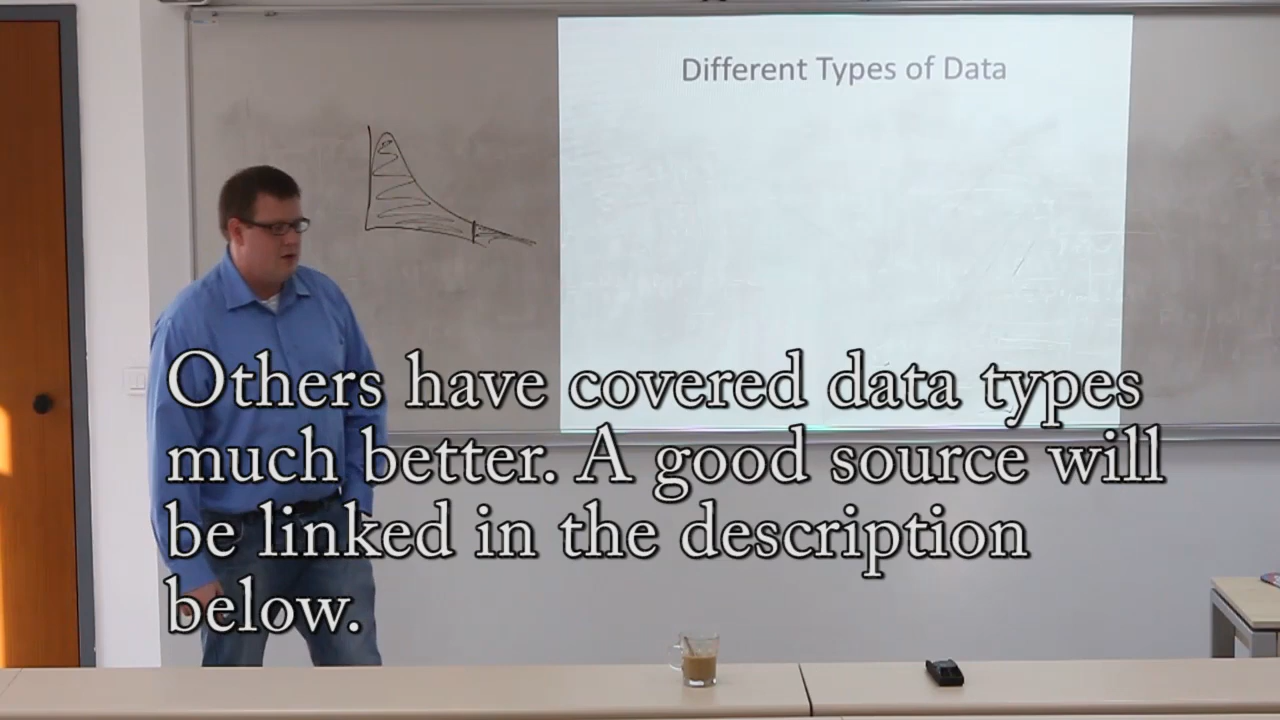 Different Types of Data
Others have covered data types
much better. A good source will
be linked in the description
below.